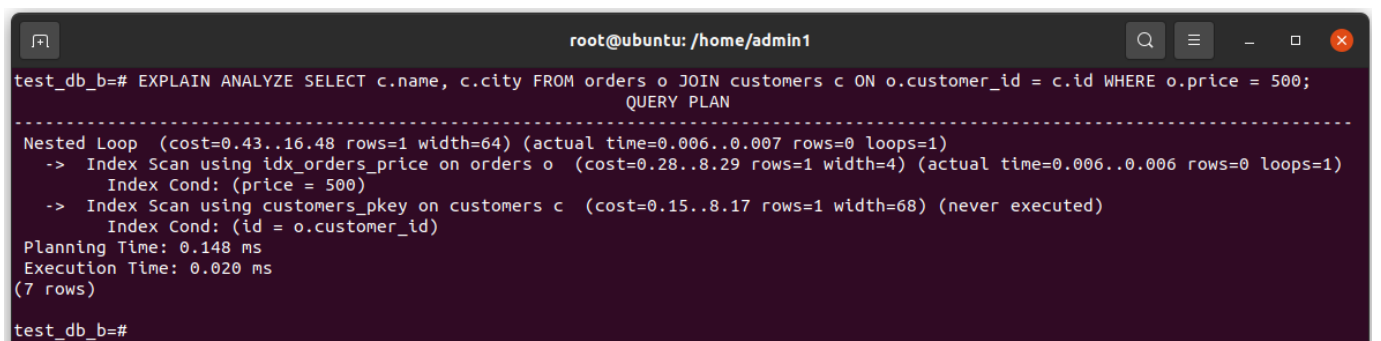 root@ubuntu: /home/admin1
test_db_b=# EXPLAIN ANALYZE SELECT c.name, c.city FROM orders o JOIN customers c ON o.customer_id = c.id WHERE o.price = 500;
QUERY PLAN
---------------------------------------------------------------------------------------------------------------------------------
Nested Loop  (cost=0.43..16.48 rows=1 width=64) (actual time=0.006..0.007 rows=0 loops=1)
  ->  Index Scan using idx_orders_price on orders o  (cost=0.28..8.29 rows=1 width=4) (actual time=0.006..0.006 rows=0 loops=1)
        Index Cond: (price = 500)
  ->  Index Scan using customers_pkey on customers c  (cost=0.15..8.17 rows=1 width=68) (never executed)
        Index Cond: (id = o.customer_id)
Planning Time: 0.148 ms
Execution Time: 0.020 ms
(7 rows)
test_db_b=#